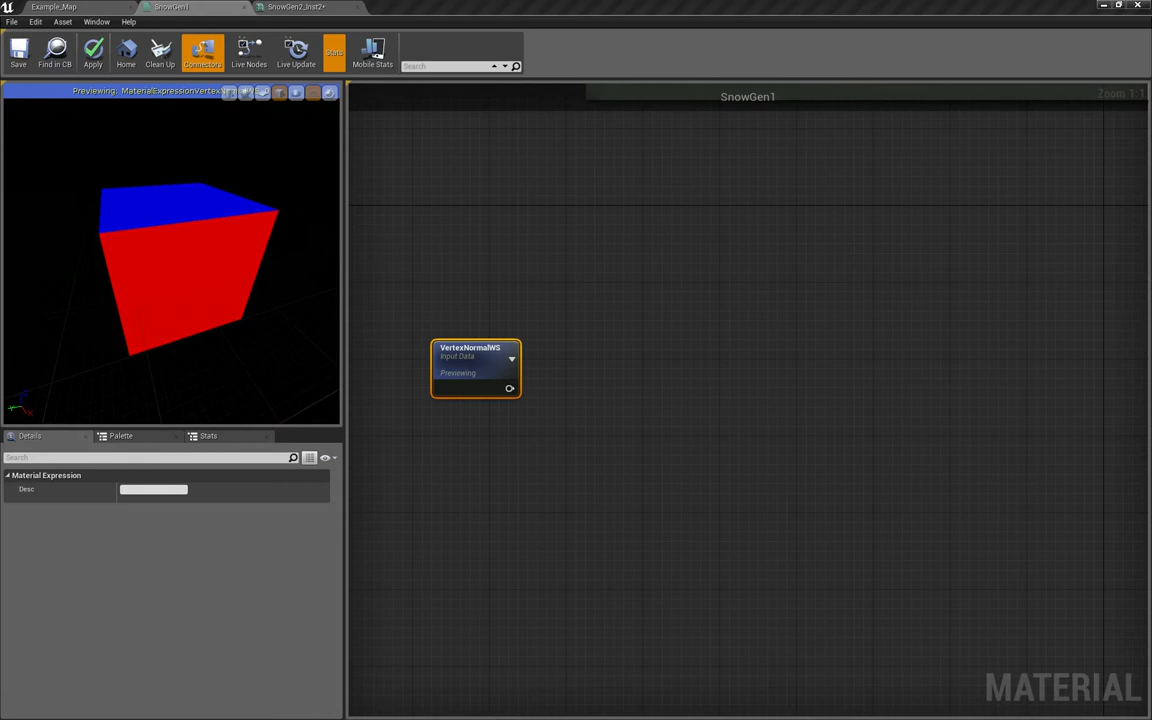 Example_Map
SnowGen1
SnowGen2_Inst2*
File Edit Asset Window Help
Save
Find in CB
Apply
Home
Clean Up
Connectors
Live Nodes
Live Update
Stats
Mobile Stats
Search
Previewing: MaterialExpressionVertexNormalWS_
SnowGen1
Zoom 1:1
VertexNormalWS
Input Data
Previewing
Details
Palette
Stats
Search
Material Expression
Desc
MATERIAL